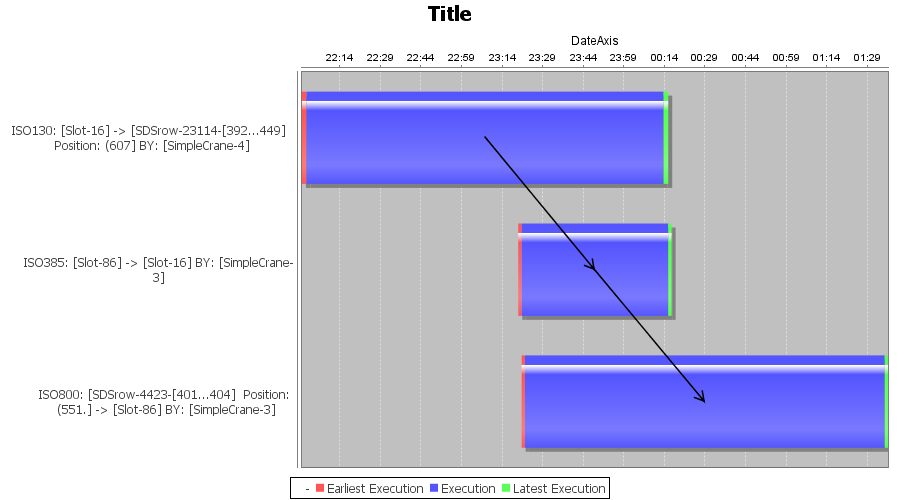 Title
DateAxis
22:14 22:29 22:44 22:59 23:14 23:29 23:44 23:59 00:14 00:29 00:44 00:59 01:14 01:29
ISO130: [Slot-16] -> [SDSrow-23114-[392...449]
Position: (607] BY: [SimpleCrane-4]
ISO385: [Slot-86] -> [Slot-16] BY: [SimpleCrane-
3]
ISO800: [SDSrow-4423-[401...404] Position:
(551.] -> [Slot-86] BY: [SimpleCrane-3]
- Earliest Execution Execution Latest Execution